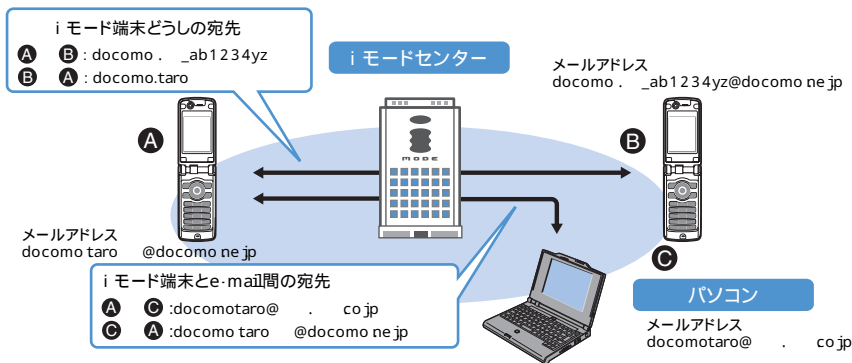 i モード端末どうしの宛先
A B : docomo . _ab1234yz
B A : docomo.taro
i モードセンター
メールアドレス
docomo . _ab1234yz@docomo ne jp
A
B
MODE
メールアドレス
docomo taro @docomo ne jp
i モード端末とe-mail間の宛先
A C :docomotaro@ . co jp
C A :docomo taro @docomo ne jp
C
パソコン
メールアドレス
docomotaro@ . co jp